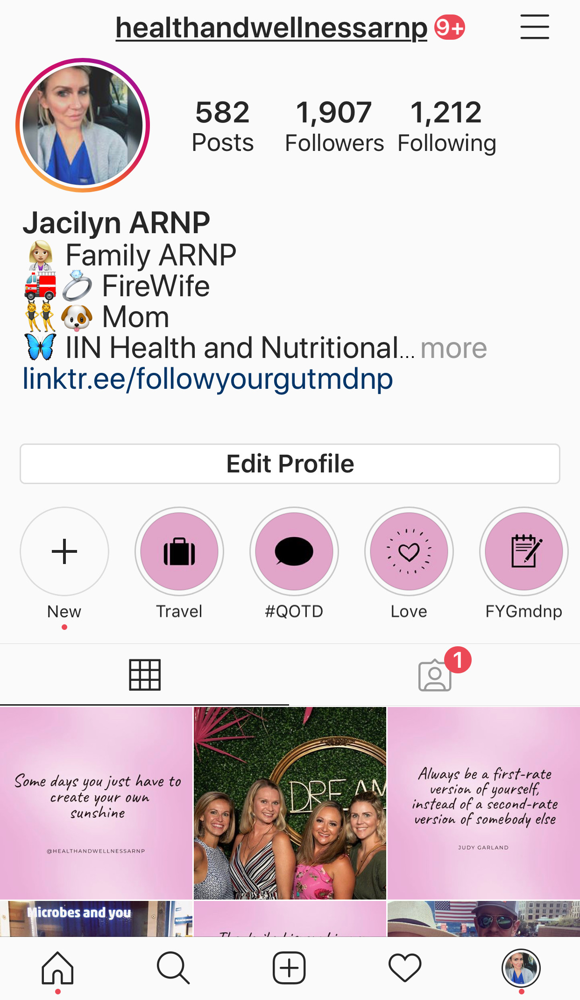 healthandwellnessarnp 9+
582 1,907 1,212
Posts Followers Following
Jacilyn ARNP
Family ARNP
FireWife
Mom
IIN Health and Nutritional... more
linktr.ee/followyourgutmdnp
Edit Profile
New Travel #QOTD Love FYGmdnp
1
Some days you just have to
create your own
sunshine
@HEALTHANDWELLNESSARNP
DREAM
Always be a first-rate
version of yourself,
instead of a second-rate
version of somebody else
JUDY GARLAND
Microbes and you